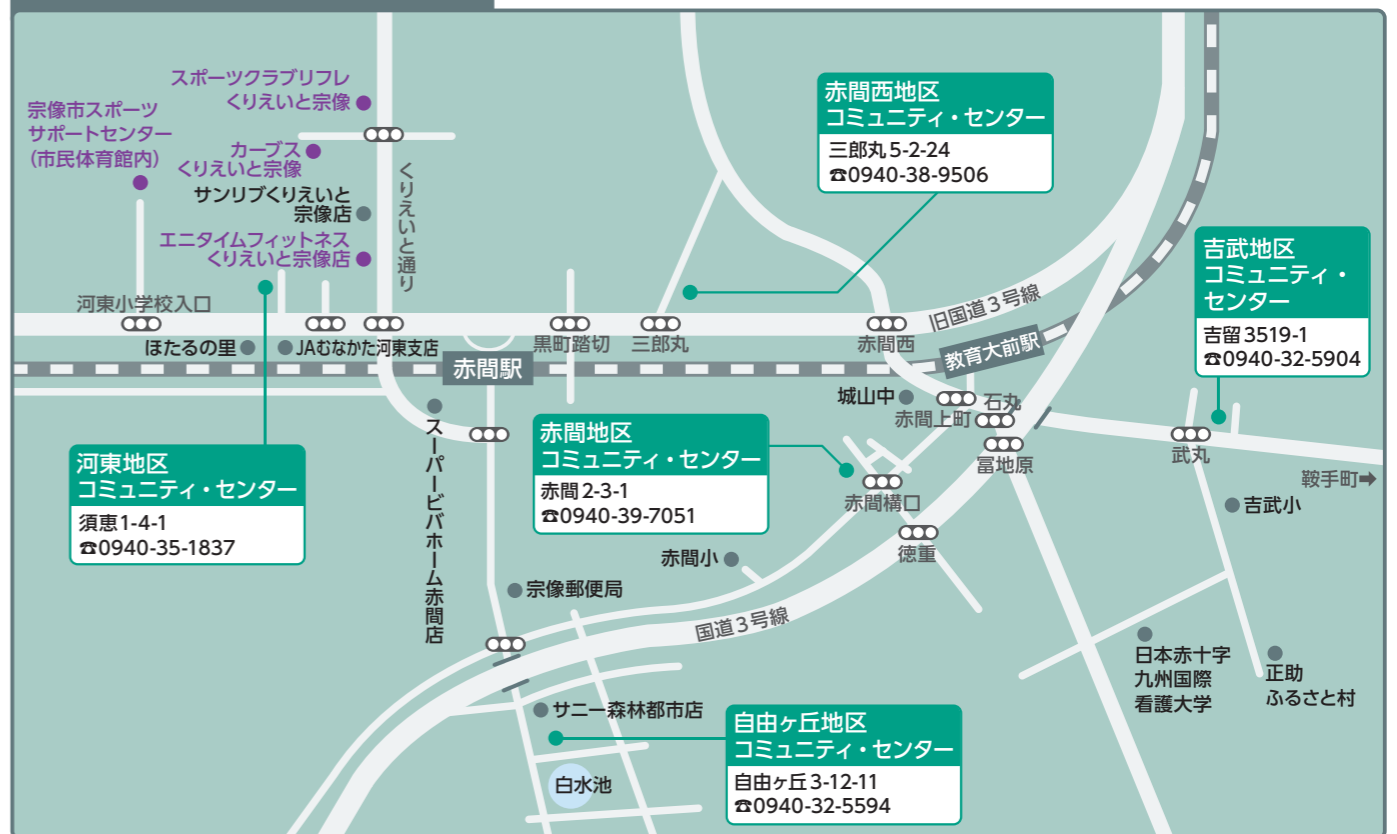 スポーツクラブリフレ
くりえいと宗像
宗像市スポーツ
サポートセンター
(市民体育館内)
カーブス
くりえいと宗像
サンリブくりえいと
宗像店
エニタイムフィットネス
くりえいと宗像店
くりえいと通り
赤間西地区
コミュニティ・センター
三郎丸5-2-24
☎0940-38-9506
吉武地区
コミュニティ・
センター
吉留3519-1
☎0940-32-5904
河東小学校入口
ほたるの里
JAむなかた河東支店
赤間駅
黒町踏切
三郎丸
赤間西
旧国道3号線
教育大前駅
城山中
赤間上町
石丸
冨地原
武丸
鞍手町➡
吉武小
河東地区
コミュニティ・センター
須恵1-4-1
☎0940-35-1837
スーパービバホーム赤間店
赤間地区
コミュニティ・センター
赤間2-3-1
☎0940-39-7051
赤間構口
徳重
赤間小
宗像郵便局
国道3号線
日本赤十字
九州国際
看護大学
正助
ふるさと村
サニー森林都市店
自由ヶ丘地区
コミュニティ・センター
自由ヶ丘3-12-11
☎0940-32-5594
白水池